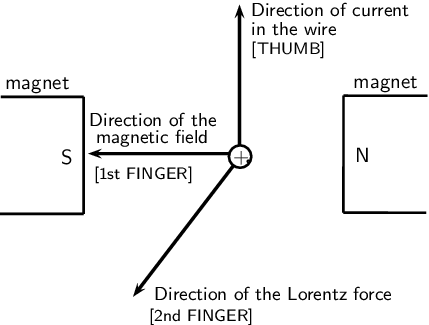 Direction of current
in the wire
[THUMB]
magnet
magnet
Direction of the
magnetic field
S
N
[1st FINGER]
+
Direction of the Lorentz force
[2nd FINGER]